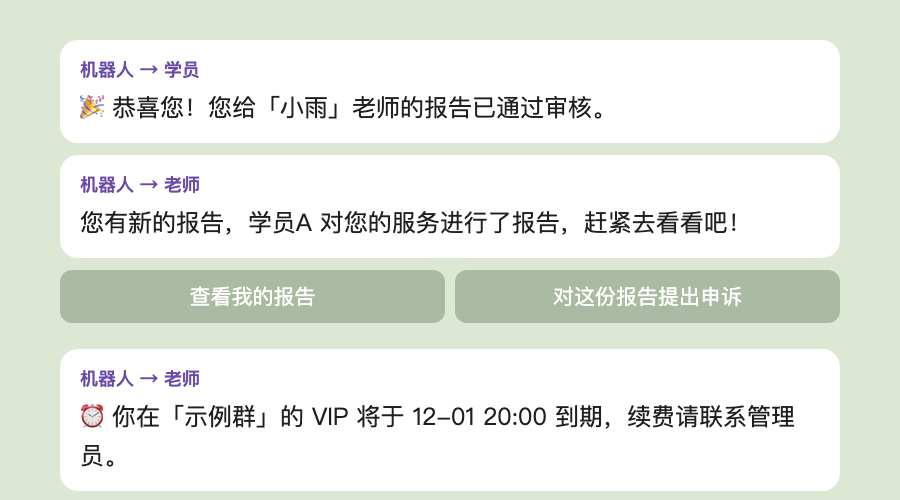 机器人 → 学员
🎉 恭喜您！您给「小雨」老师的报告已通过审核。
机器人 → 老师
您有新的报告，学员A 对您的服务进行了报告，赶紧去看看吧！
查看我的报告
对这份报告提出申诉
机器人 → 老师
⏰ 你在「示例群」的 VIP 将于 12-01 20:00 到期，续费请联系管理
员。